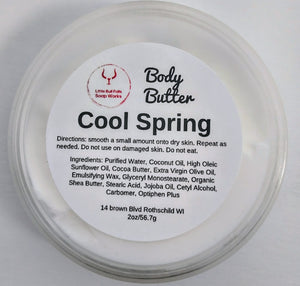 Little Bull Falls
Soap Works
Body
Butter
Cool Spring
Directions: smooth a small amount onto dry skin. Repeat as
needed. Do not use on damaged skin. Do not eat.
Ingredients: Purified Water, Coconut Oil, High Oleic
Sunflower Oil, Cocoa Butter, Extra Virgin Olive Oil,
Emulsifying Wax, Glyceryl Monostearate, Organic
Shea Butter, Stearic Acid, Jojoba Oil, Cetyl Alcohol,
Carbomer, Optiphen Plus
14 brown Blvd Rothschild WI
2oz/56.7g